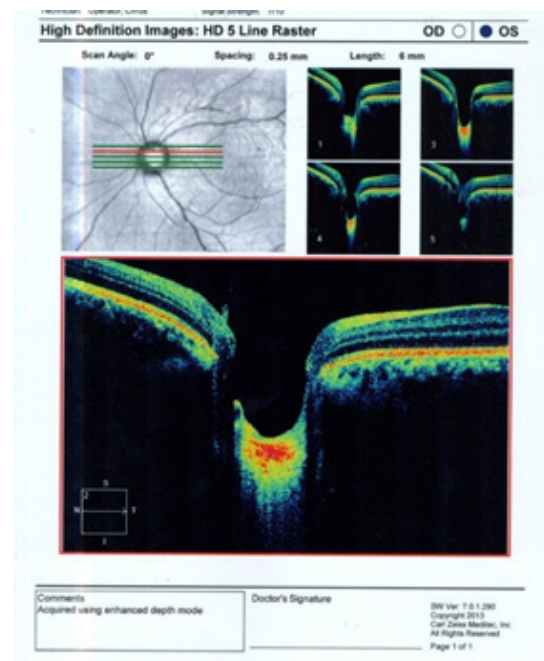 High Definition Images: HD 5 Line Raster OD OS
Scan Angle: 0° Spacing: 0.25 mm Length: 6 mm
1
3
4
5
2
S
N T
I
Comments
Acquired using enhanced depth mode
Doctor's Signature
SW Ver: 7.0.1.290
Copyright 2013
Carl Zeiss Meditec, Inc
All Rights Reserved
Page 1 of 1